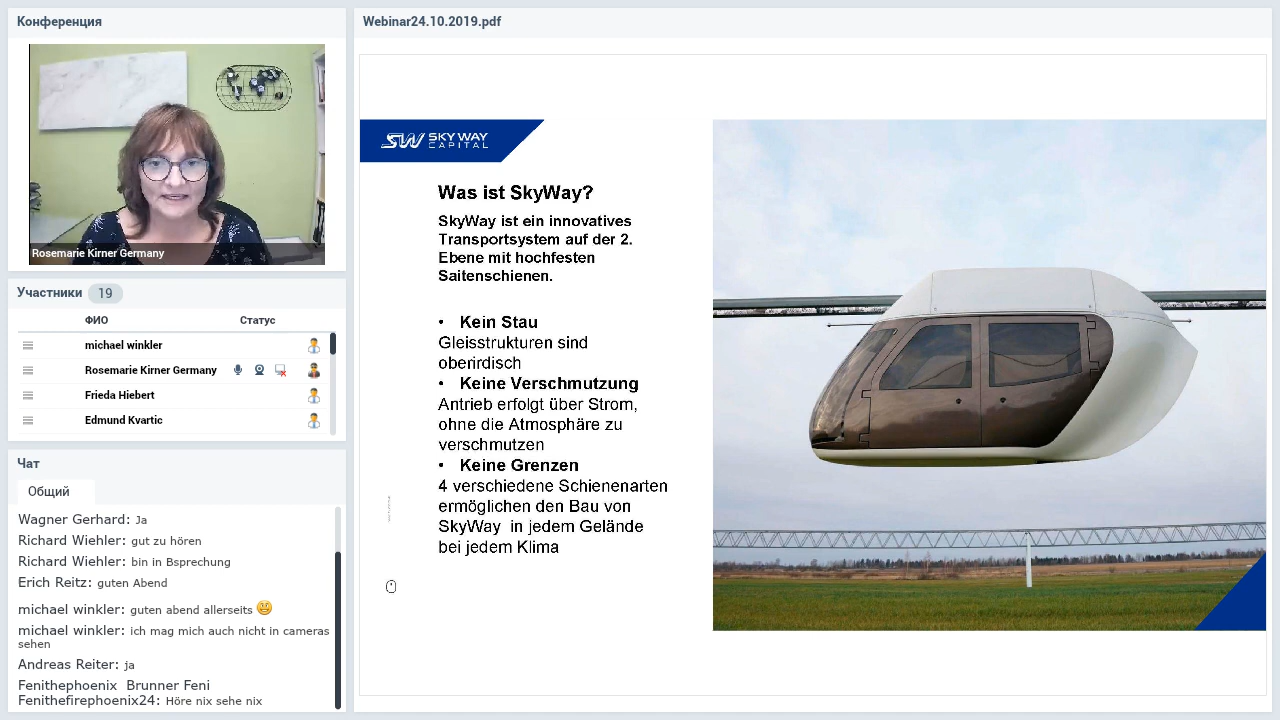 Конференция
Rosemarie Kirner Germany
Участники 19
ФИО Статус
michael winkler
Rosemarie Kirner Germany
Frieda Hiebert
Edmund Kvartic
Чат
Общий
Wagner Gerhard: Ja
Richard Wiehler: gut zu hören
Richard Wiehler: bin in Bsprechung
Erich Reitz: guten Abend
michael winkler: guten abend allerseits
michael winkler: ich mag mich auch nicht in cameras
sehen
Andreas Reiter: ja
Fenithephoenix Brunner Feni
Fenithefirephoenix24: Höre nix sehe nix
Webinar24.10.2019.pdf
SW SKY WAY
CAPITAL
Was ist SkyWay?
SkyWay ist ein innovatives
Transportsystem auf der 2.
Ebene mit hochfesten
Saitenschienen.
• Kein Stau
Gleisstrukturen sind
oberirdisch
• Keine Verschmutzung
Antrieb erfolgt über Strom,
ohne die Atmosphäre zu
verschmutzen
• Keine Grenzen
4 verschiedene Schienenarten
ermöglichen den Bau von
SkyWay in jedem Gelände
bei jedem Klima